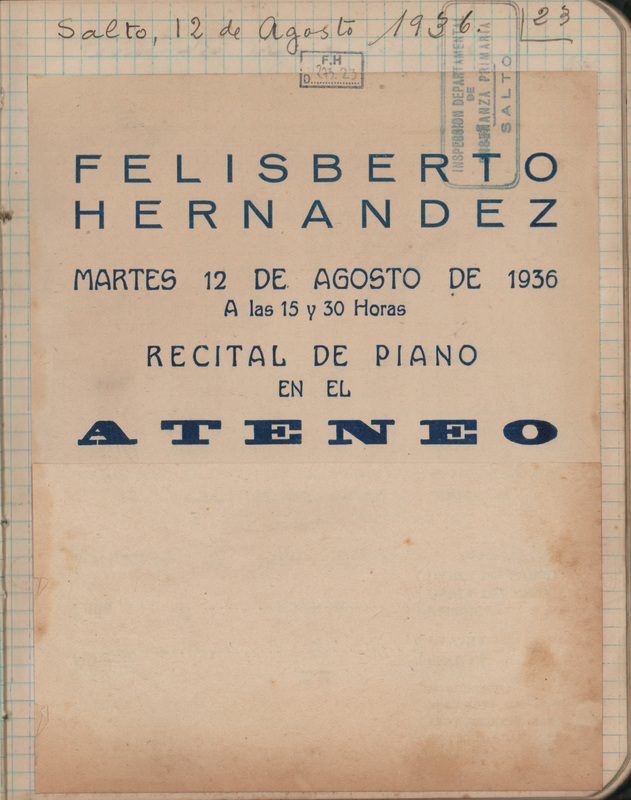 Salto, 12 de Agosto 1936. 23
F.H
D.
INSPECCION DEPARTAMENTAL
DE
ENSEÑANZA PRIMARIA
SALTO
FELISBERTO
HERNANDEZ
MARTES 12 DE AGOSTO DE 1936
A las 15 y 30 Horas
RECITAL DE PIANO
EN EL
ATENEO